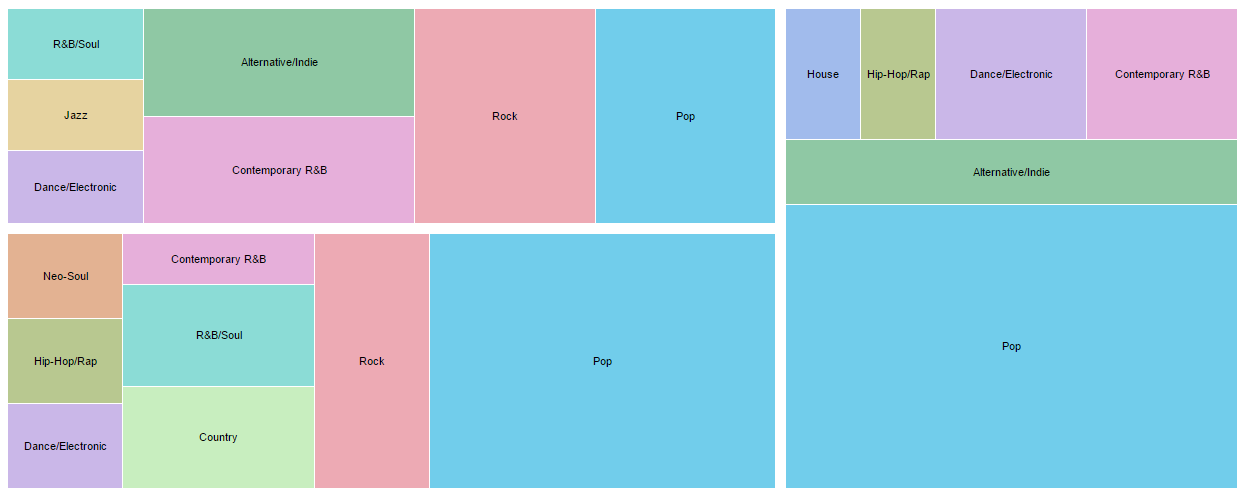 R&B/Soul
Jazz
Dance/Electronic
Alternative/Indie
Contemporary R&B
Rock
Pop
Neo-Soul
Hip-Hop/Rap
Dance/Electronic
Contemporary R&B
R&B/Soul
Country
Rock
Pop
House
Hip-Hop/Rap
Dance/Electronic
Contemporary R&B
Alternative/Indie
Pop